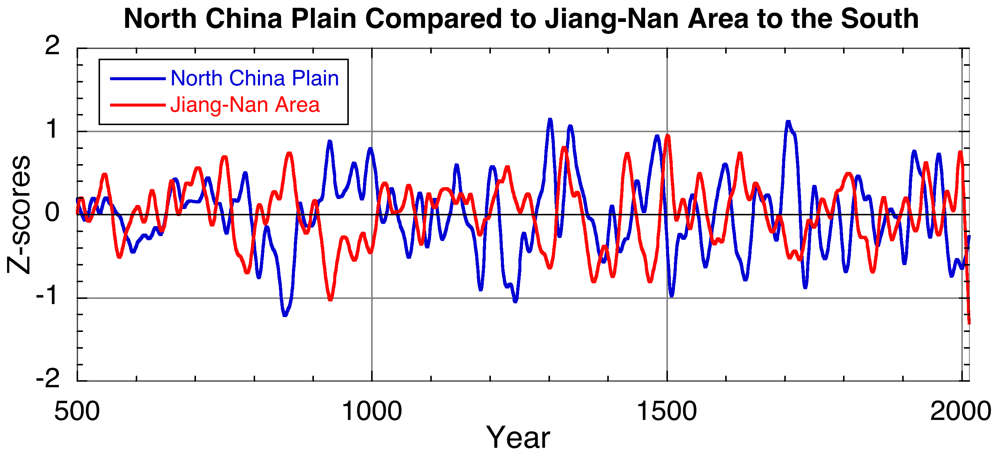 North China Plain Compared to Jiang-Nan Area to the South
2
North China Plain
Jiang-Nan Area
1
0
-1
-2
Z-scores
500 1000 1500 2000
Year